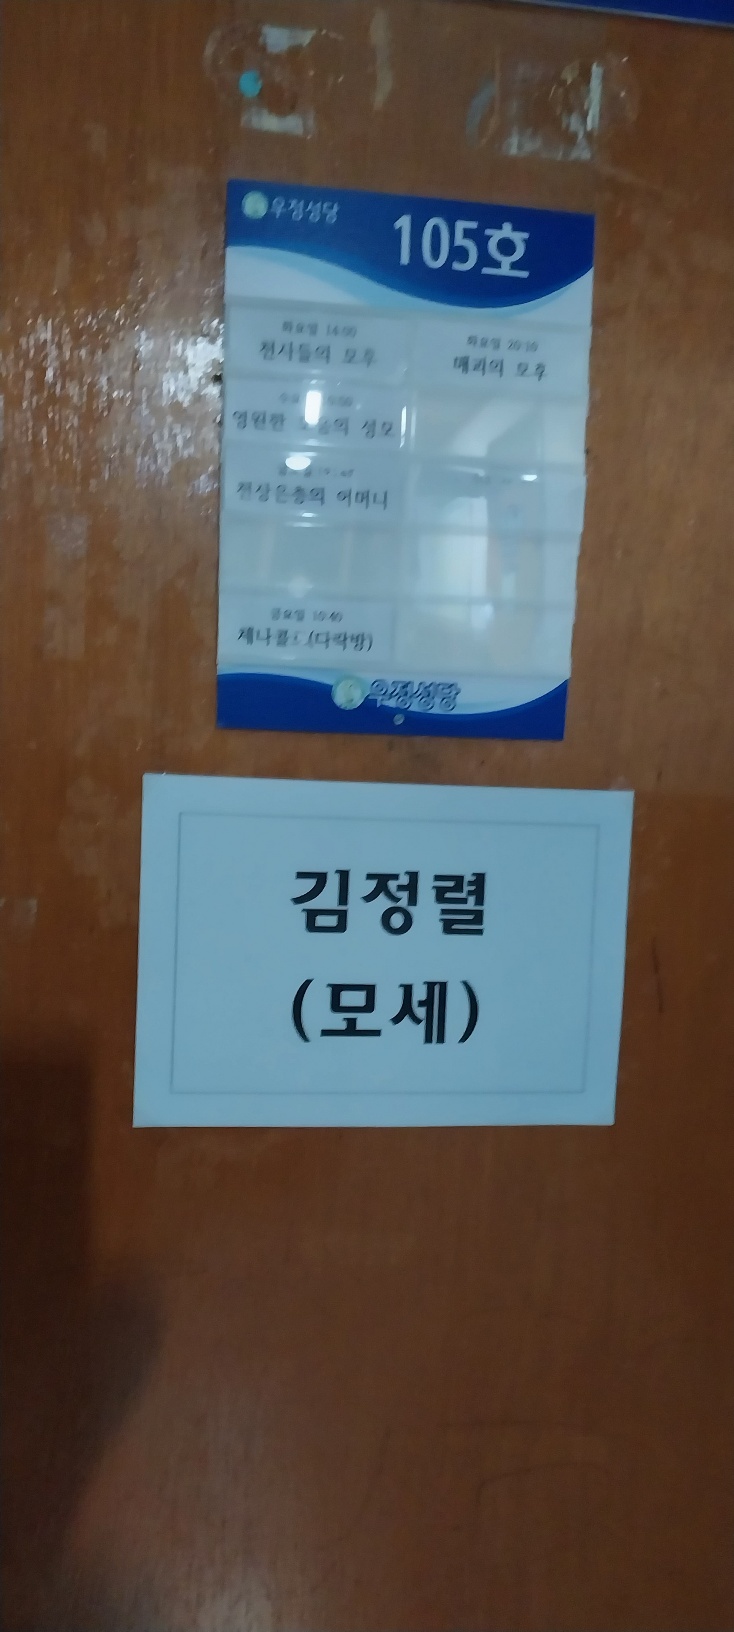 우정성당
105호
화요일 14:00
천사들의 모후
화요일 20:30
매괴의 모후
영원한 의 성모
천상은총의 어머니
금요일 10:40
체나콜로 (다락방)
우정성당
김정렬
(모세)